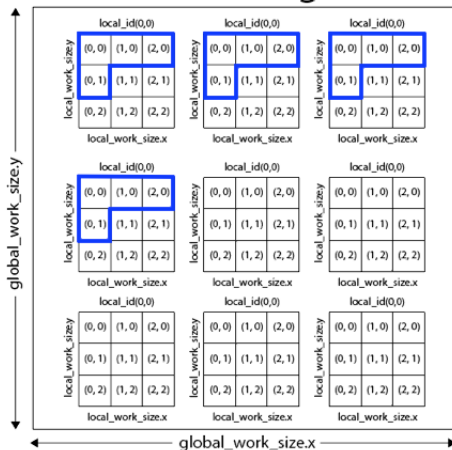 local_id(0,0) local_id(0,0) local_id(0,0)
local_work_size.y (0, 0) (1, 0) (2, 0) local_work_size.y (0, 0) (1, 0) (2, 0) local_work_size.y (0, 0) (1, 0) (2, 0)
(0, 1) (1, 1) (2, 1) (0, 1) (1, 1) (2, 1) (0, 1) (1, 1) (2, 1)
(0, 2) (1, 2) (2, 2) (0, 2) (1, 2) (2, 2) (0, 2) (1, 2) (2, 2)
local_work_size.x local_work_size.x local_work_size.x
global_work_size.y
local_id(0,0) local_id(0,0) local_id(0,0)
local_work_size.y (0, 0) (1, 0) (2, 0) local_work_size.y (0, 0) (1, 0) (2, 0) local_work_size.y (0, 0) (1, 0) (2, 0)
(0, 1) (1, 1) (2, 1) (0, 1) (1, 1) (2, 1) (0, 1) (1, 1) (2, 1)
(0, 2) (1, 2) (2, 2) (0, 2) (1, 2) (2, 2) (0, 2) (1, 2) (2, 2)
local_work_size.x local_work_size.x local_work_size.x
local_id(0,0) local_id(0,0) local_id(0,0)
local_work_size.y (0, 0) (1, 0) (2, 0) local_work_size.y (0, 0) (1, 0) (2, 0) local_work_size.y (0, 0) (1, 0) (2, 0)
(0, 1) (1, 1) (2, 1) (0, 1) (1, 1) (2, 1) (0, 1) (1, 1) (2, 1)
(0, 2) (1, 2) (2, 2) (0, 2) (1, 2) (2, 2) (0, 2) (1, 2) (2, 2)
local_work_size.x local_work_size.x local_work_size.x
global_work_size.x